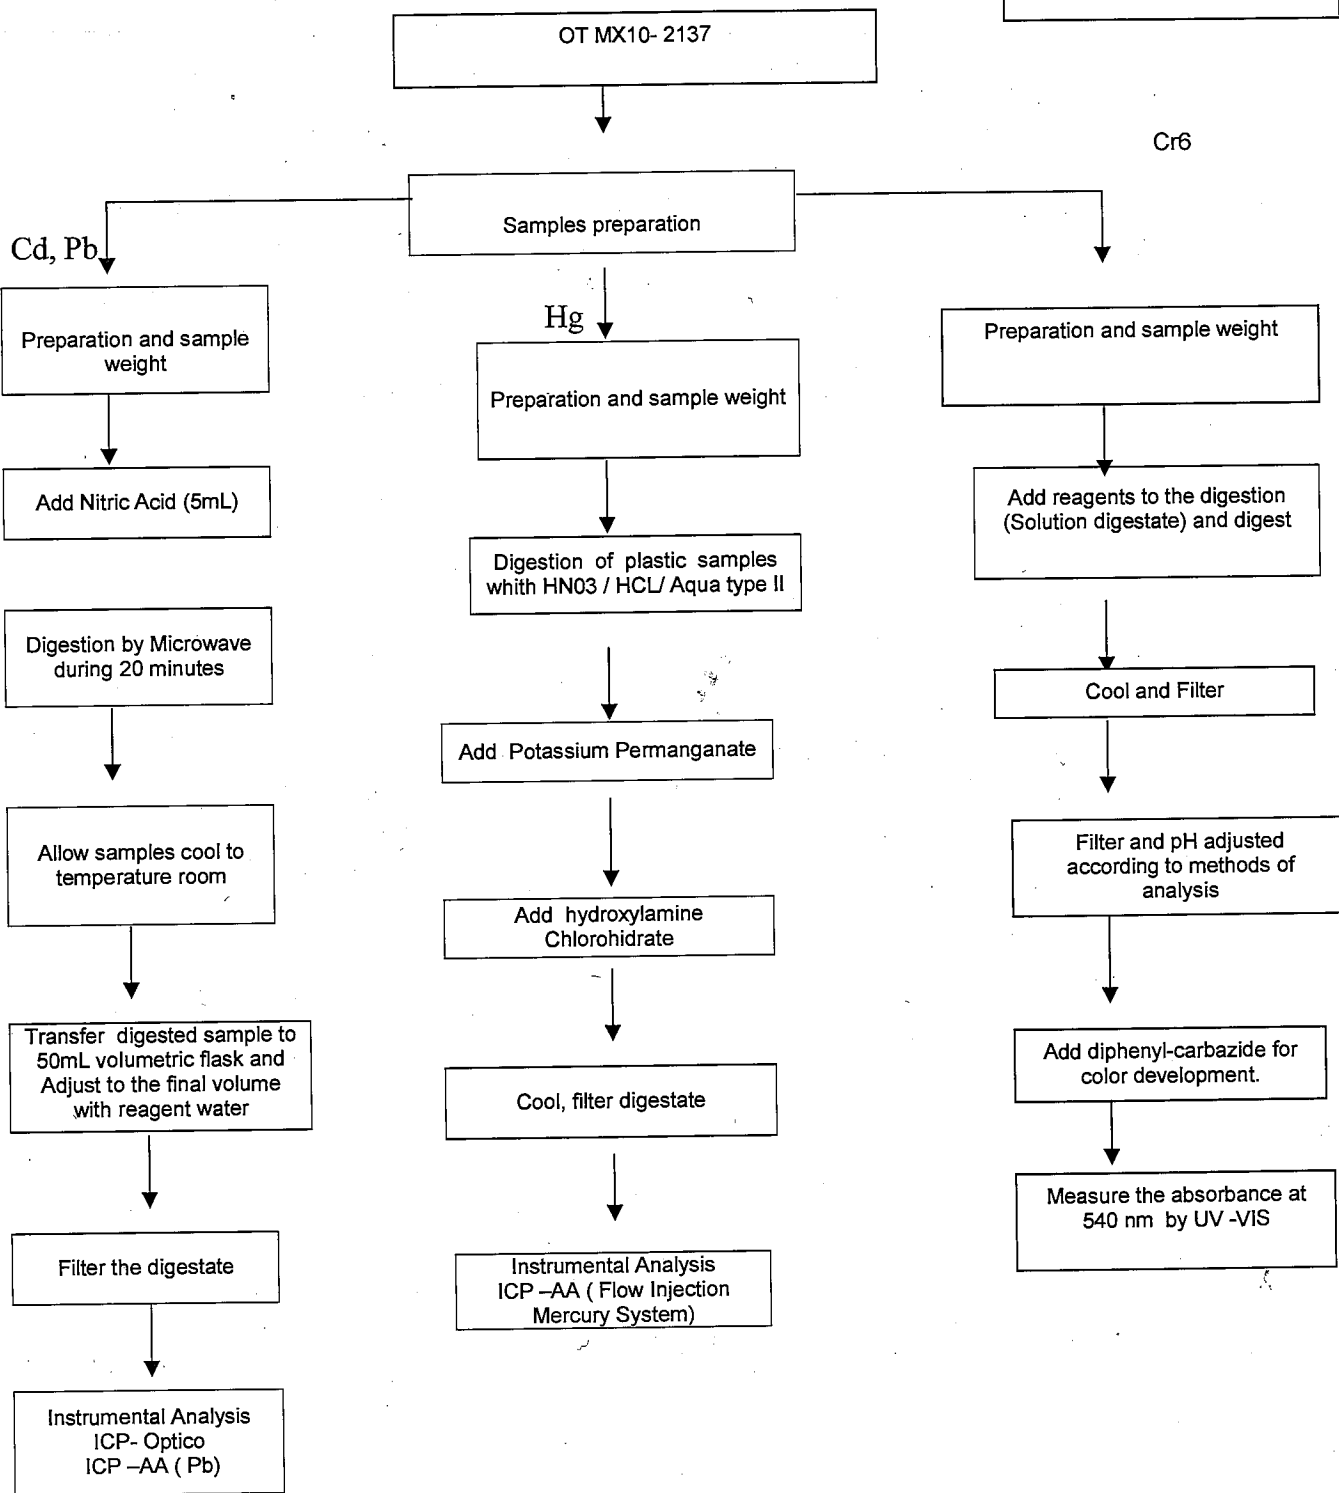 OT MX10- 2137
Cr6
Samples preparation
Cd, Pb
Preparation and sample
weight
Add Nitric Acid (5mL)
Digestion by Microwave
during 20 minutes
Allow samples cool to
temperature room
Transfer digested sample to
50mL volumetric flask and
Adjust to the final volume
with reagent water
Filter the digestate
Instrumental Analysis
ICP- Optico
ICP –AA ( Pb)
Hg
Preparation and sample weight
Digestion of plastic samples
whith HN03 / HCL/ Aqua type II
Add Potassium Permanganate
Add hydroxylamine
Chlorohidrate
Cool, filter digestate
Instrumental Analysis
ICP –AA ( Flow Injection
Mercury System)
Preparation and sample weight
Add reagents to the digestion
(Solution digestate) and digest
Cool and Filter
Filter and pH adjusted
according to methods of
analysis
Add diphenyl-carbazide for
color development.
Measure the absorbance at
540 nm by UV -VIS